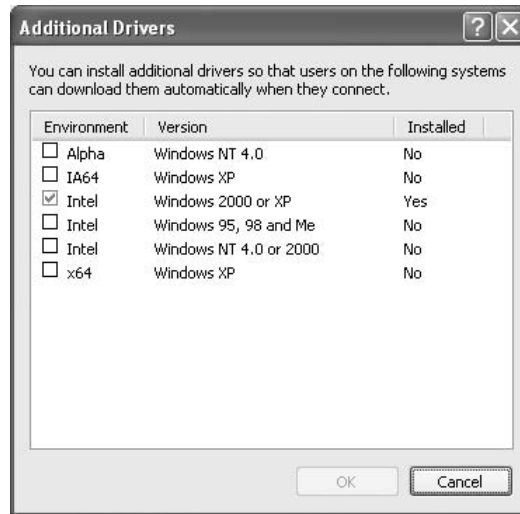 Additional Drivers
You can install additional drivers so that users on the following systems
can download them automatically when they connect.
Environment Version Installed
Alpha Windows NT 4.0 No
IA64 Windows XP No
Intel Windows 2000 or XP Yes
Intel Windows 95, 98 and Me No
Intel Windows NT 4.0 or 2000 No
x64 Windows XP No
OK Cancel